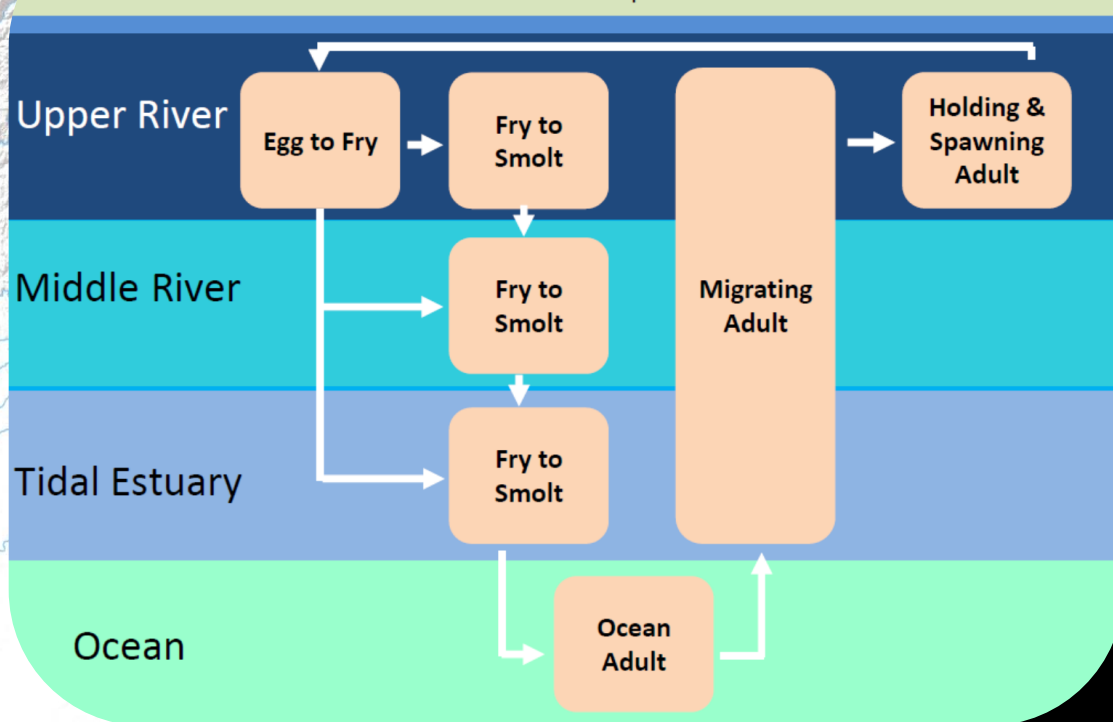 Upper River
Egg to Fry
Fry to
Smolt
Holding &
Spawning
Adult
Middle River
Fry to
Smolt
Migrating
Adult
Tidal Estuary
Fry to
Smolt
Ocean
Ocean
Adult